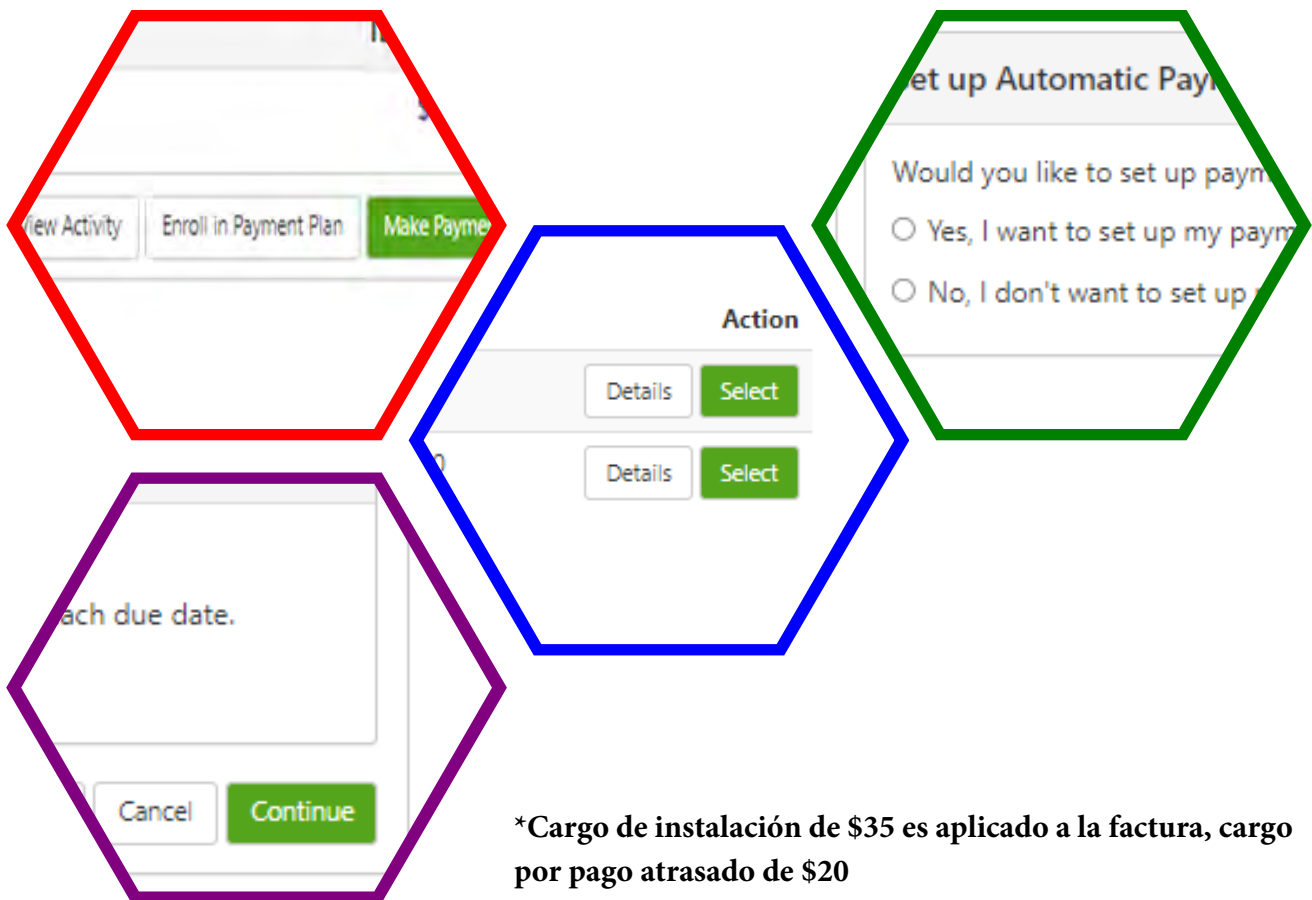 View Activity
Enroll in Payment Plan
Make Payme
et up Automatic Pay
Would you like to set up paym
Yes, I want to set up my paym
No, I don't want to set up
Action
Details
Select
Details
Select
ach due date.
Cancel
Continue
*Cargo de instalación de $35 es aplicado a la factura, cargo
por pago atrasado de $20